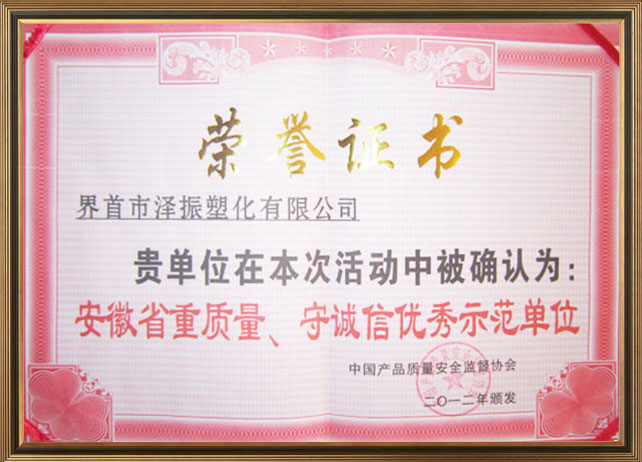 荣誉证书
界首市泽振塑化有限公司
贵单位在本次活动中被确认为：
安徽省重质量、守诚信优秀示范单位
中国产品质量安全监督协会
二〇一二年颁发